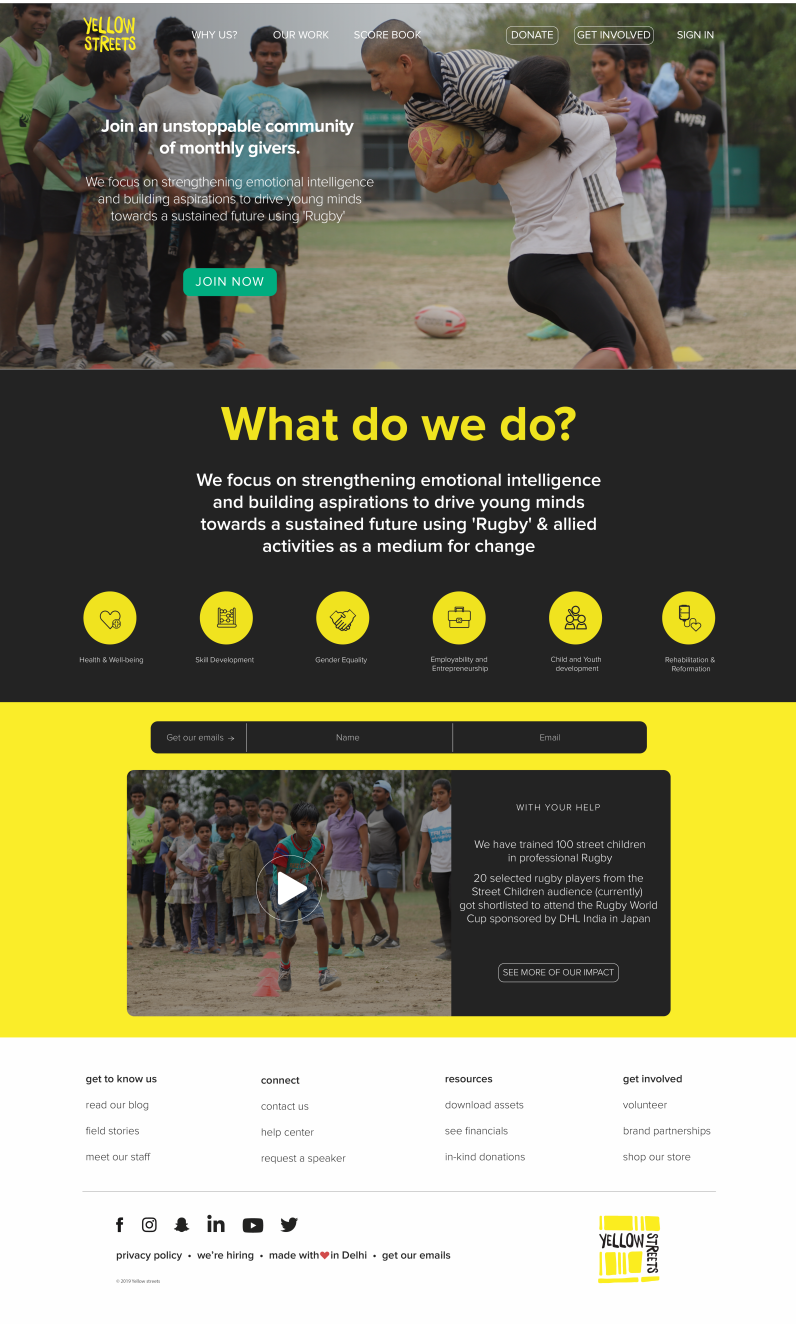 YELLOW
STREETS
WHY US?
OUR WORK
SCORE BOOK
DONATE
GET INVOLVED
SIGN IN
Join an unstoppable community
of monthly givers.
We focus on strengthening emotional intelligence
and building aspirations to drive young minds
towards a sustained future using 'Rugby'
JOIN NOW
What do we do?
We focus on strengthening emotional intelligence
and building aspirations to drive young minds
towards a sustained future using 'Rugby' & allied
activities as a medium for change
Health & Well-being
Skill Development
Gender Equality
Employability and
Entrepreneurship
Child and Youth
development
Rehabilitation &
Reformation
Get our emails →
Name
Email
WITH YOUR HELP
We have trained 100 street children
in professional Rugby
20 selected rugby players from the
Street Children audience (currently)
got shortlisted to attend the Rugby World
Cup sponsored by DHL India in Japan
SEE MORE OF OUR IMPACT
get to know us
read our blog
field stories
meet our staff
connect
contact us
help center
request a speaker
resources
download assets
see financials
in-kind donations
get involved
volunteer
brand partnerships
shop our store
privacy policy • we're hiring • made with❤in Delhi • get our emails
© 2019 Yellow streets
YELLOW
STREETS